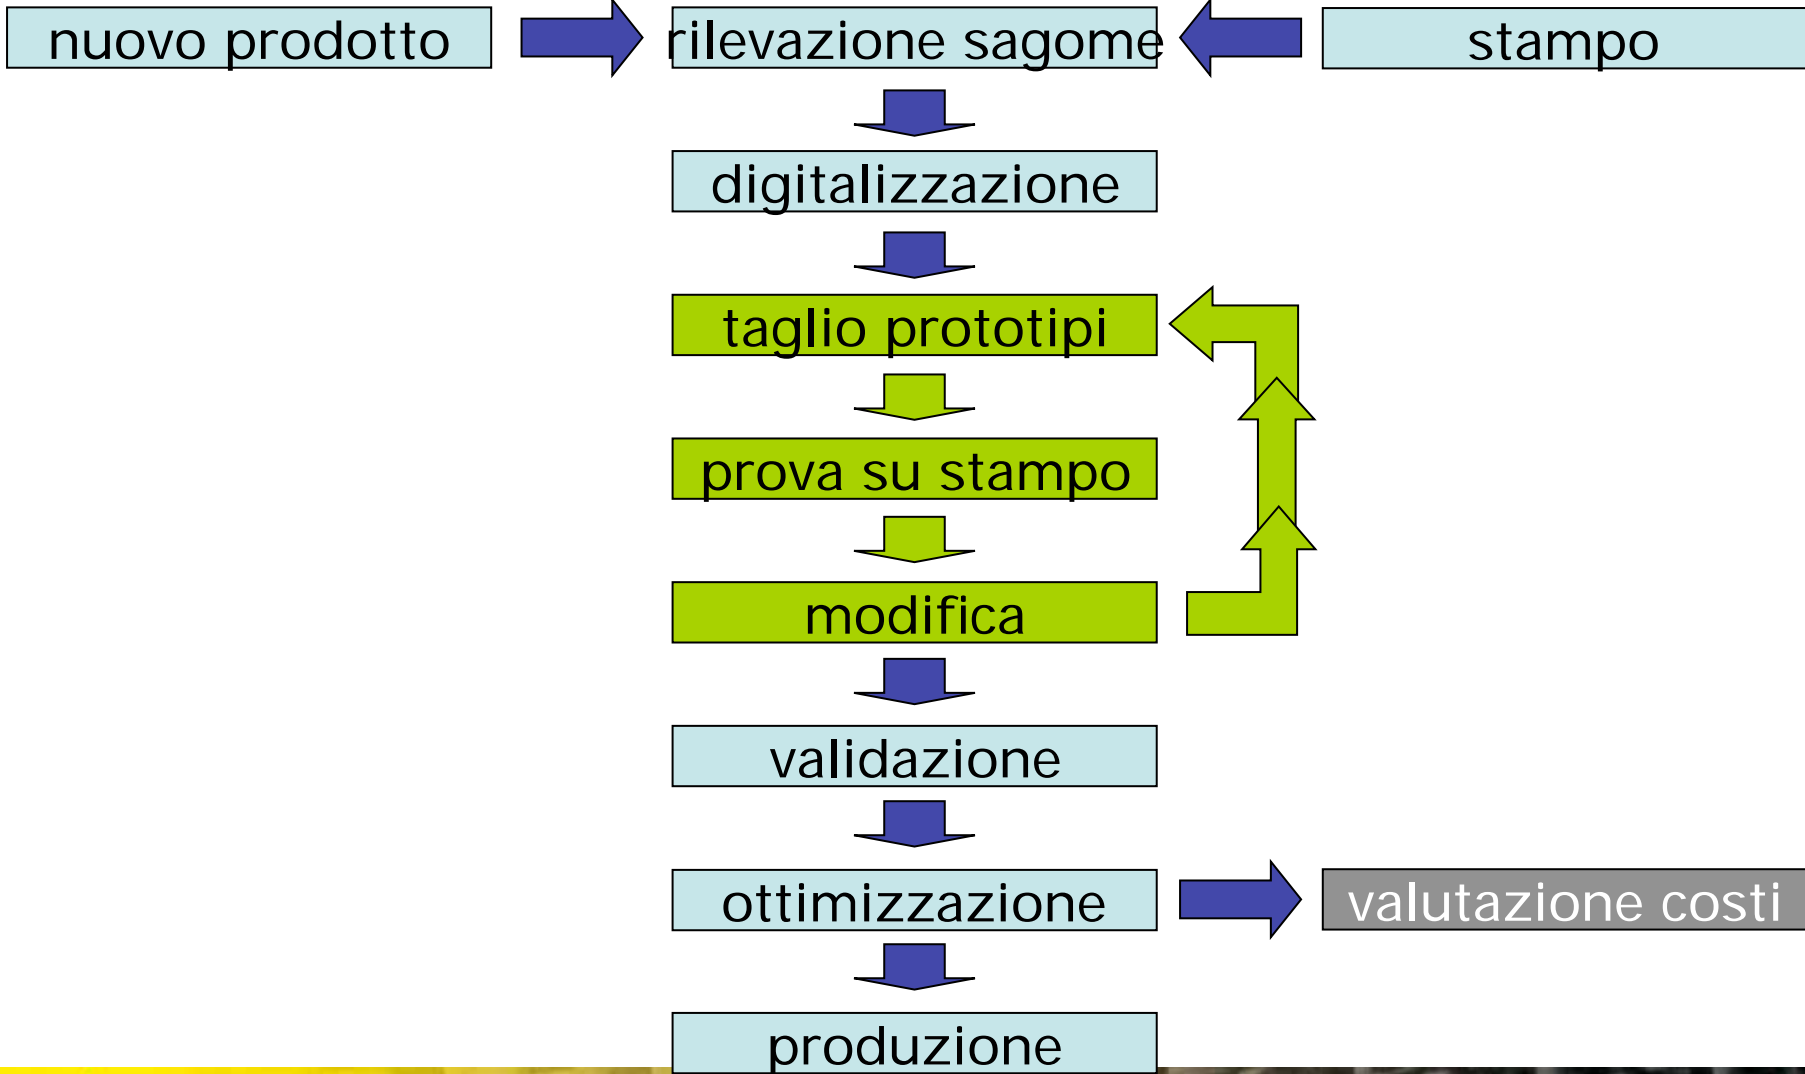 nuovo prodotto
rilevazione sagome
stampo
digitalizzazione
taglio prototipi
prova su stampo
modifica
validazione
ottimizzazione
valutazione costi
produzione